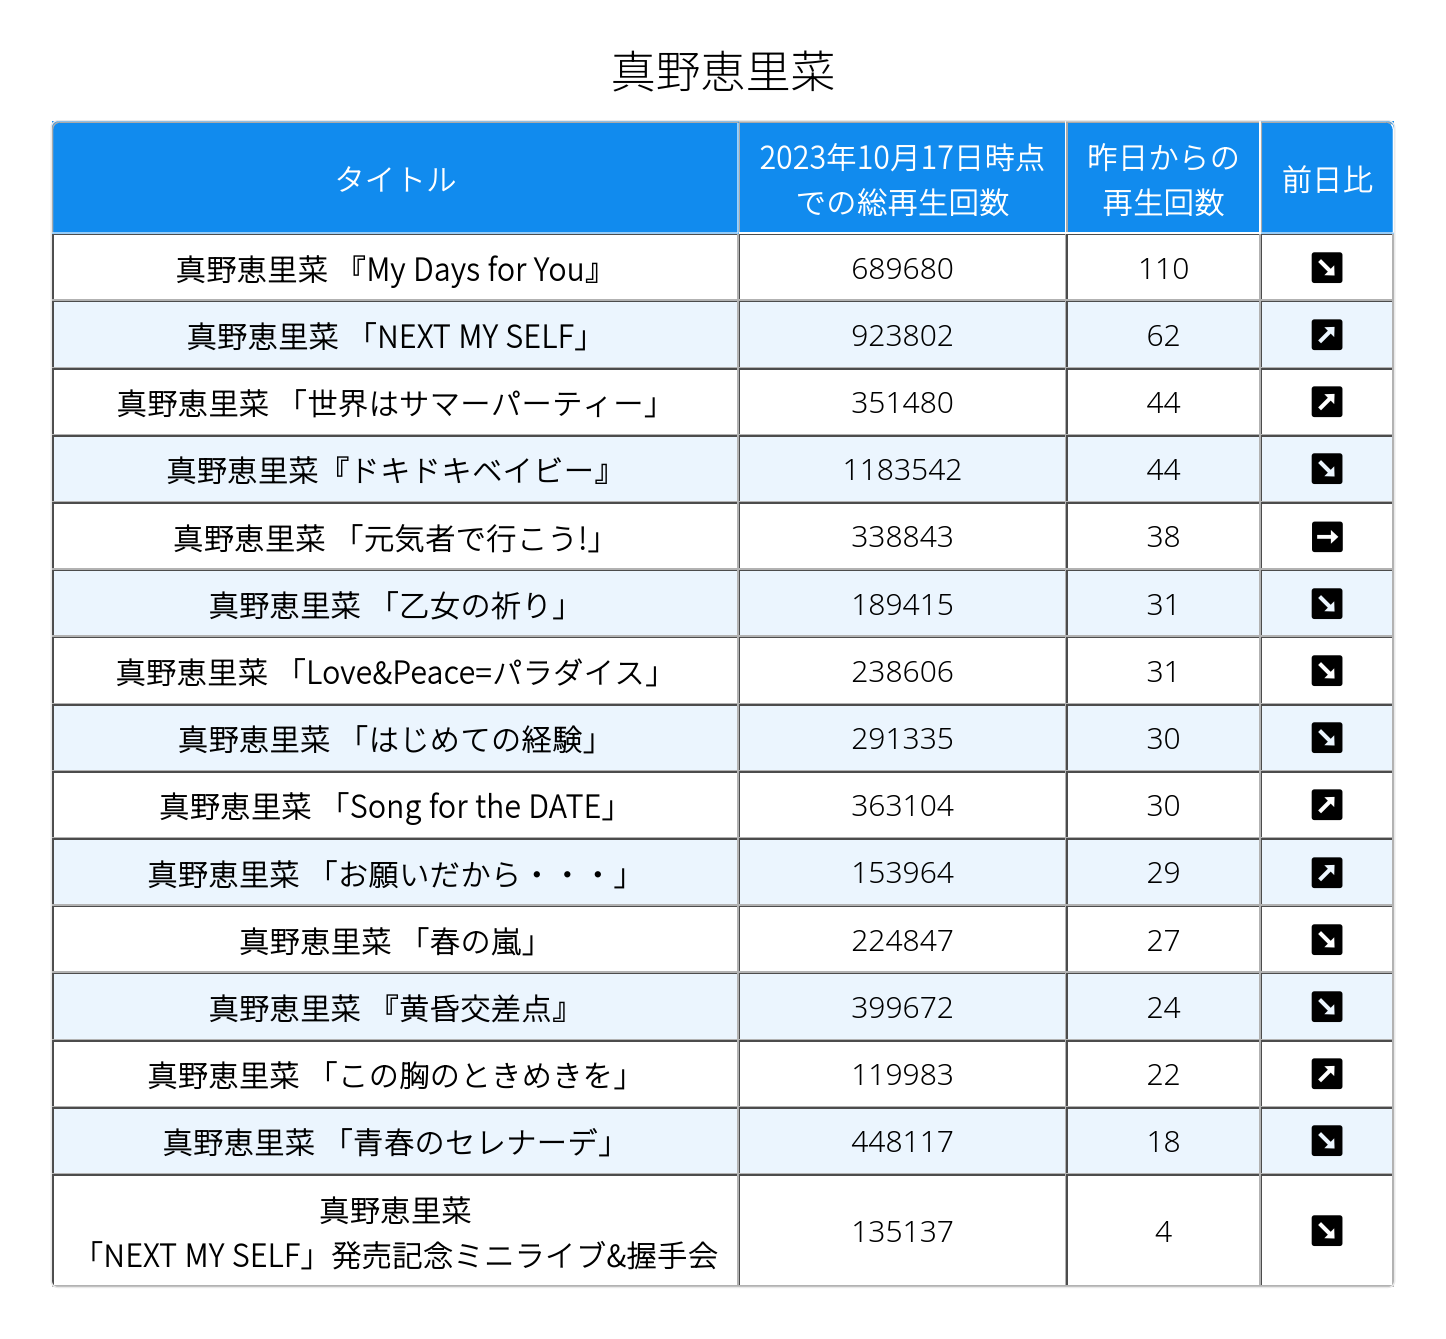 真野恵里菜
タイトル
2023年10月17日時点
での総再生回数
昨日からの
再生回数
前日比
真野恵里菜 『My Days for You』 689680 110 ↘
真野恵里菜 「NEXT MY SELF」 923802 62 ↗
真野恵里菜 「世界はサマーパーティー」 351480 44 ↗
真野恵里菜『ドキドキベイビー』 1183542 44 ↘
真野恵里菜 「元気者で行こう!」 338843 38 →
真野恵里菜 「乙女の祈り」 189415 31 ↘
真野恵里菜 「Love&Peace=パラダイス」 238606 31 ↘
真野恵里菜 「はじめての経験」 291335 30 ↘
真野恵里菜 「Song for the DATE」 363104 30 ↗
真野恵里菜 「お願いだから・・・」 153964 29 ↗
真野恵里菜 「春の嵐」 224847 27 ↘
真野恵里菜 『黄昏交差点』 399672 24 ↘
真野恵里菜 「この胸のときめきを」 119983 22 ↗
真野恵里菜 「青春のセレナーデ」 448117 18 ↘
真野恵里菜
「NEXT MY SELF」発売記念ミニライブ&握手会 135137 4 ↘